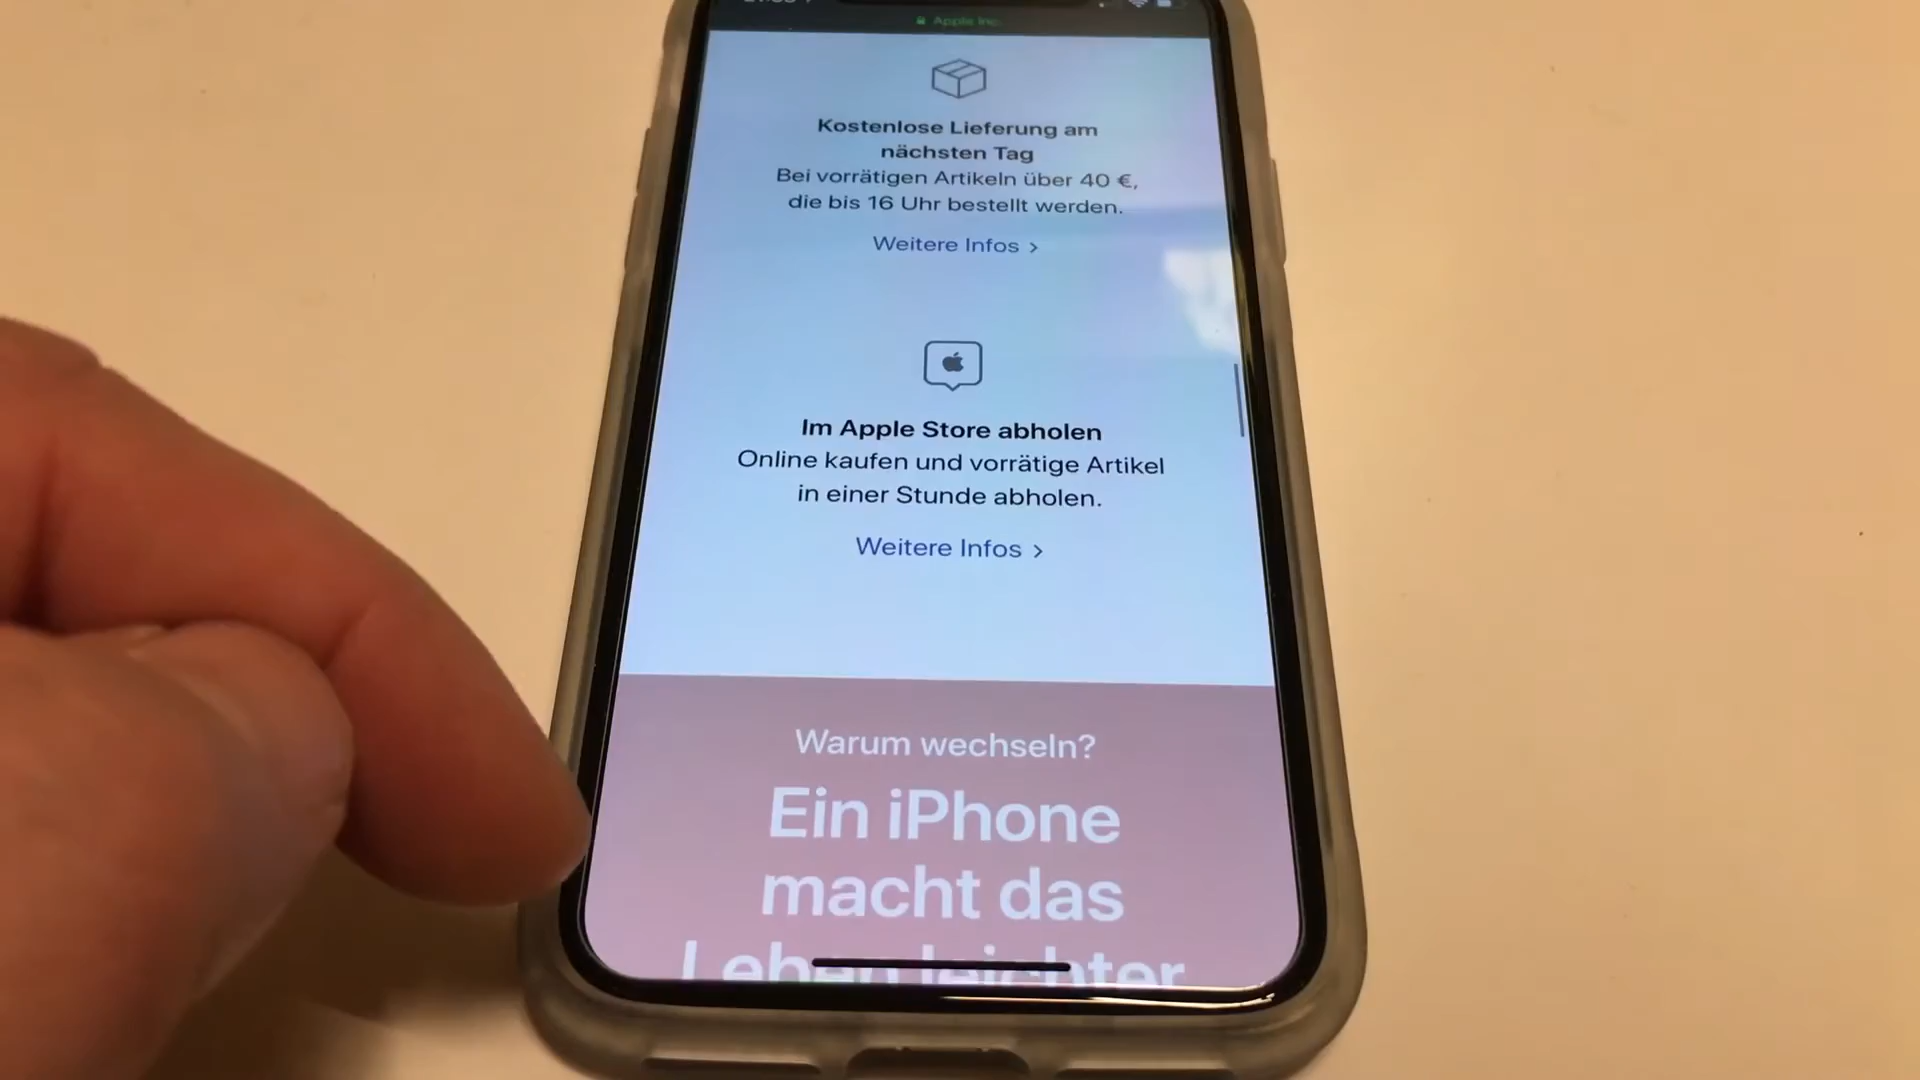 Apple Inc.
Kostenlose Lieferung am
nächsten Tag
Bei vorrätigen Artikeln über 40 €,
die bis 16 Uhr bestellt werden.
Weitere Infos >
Im Apple Store abholen
Online kaufen und vorrätige Artikel
in einer Stunde abholen.
Weitere Infos >
Warum wechseln?
Ein iPhone
macht das
Leben leichter